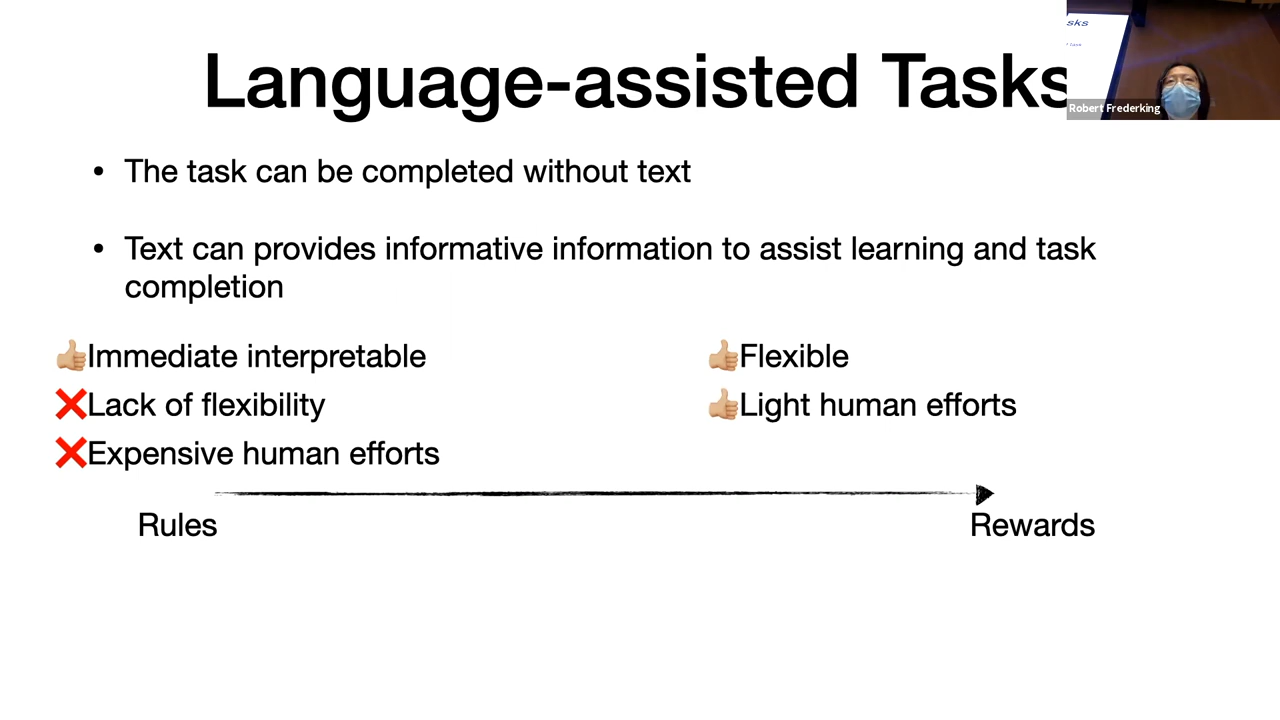 Language-assisted Tasks
sks
Robert Frederking
• The task can be completed without text
• Text can provides informative information to assist learning and task
completion
👍🏼Immediate interpretable
❌Lack of flexibility
❌Expensive human efforts
👍🏼Flexible
👍🏼Light human efforts
Rules
Rewards